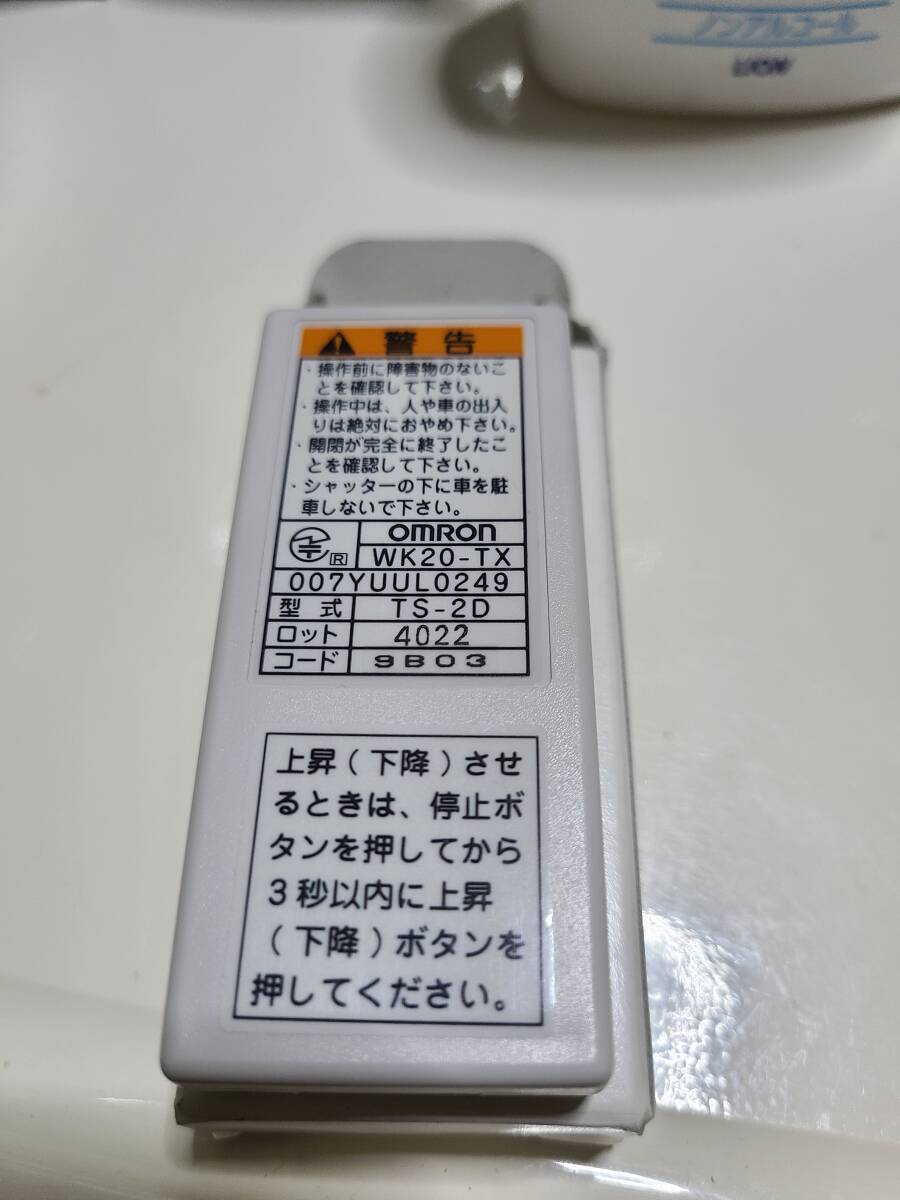 ノンアルコール
LION
警告
・操作前に障害物のないこ
とを確認して下さい。
・操作中は、人や車の出入
りは絶対におやめ下さい。
・開閉が完全に終了したこ
とを確認して下さい。
・シャッターの下に車を駐
車しないで下さい。
OMRON
R WK20-TX
007YUUL0249
型式 TS-2D
ロット 4022
コード 9B03
上昇(下降)させ
るときは、停止ボ
タンを押してから
3秒以内に上昇
(下降)ボタンを
押してください。